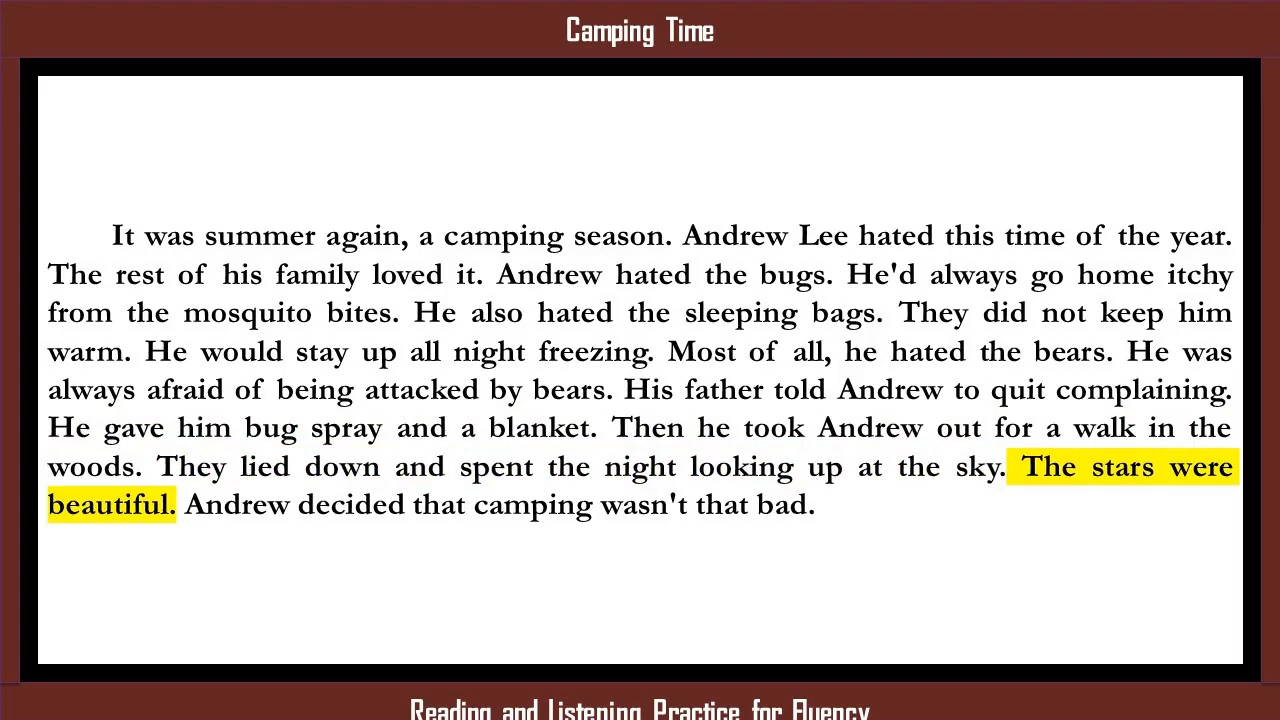 Camping Time
It was summer again, a camping season. Andrew Lee hated this time of the year.
The rest of his family loved it. Andrew hated the bugs. He'd always go home itchy
from the mosquito bites. He also hated the sleeping bags. They did not keep him
warm. He would stay up all night freezing. Most of all, he hated the bears. He was
always afraid of being attacked by bears. His father told Andrew to quit complaining.
He gave him bug spray and a blanket. Then he took Andrew out for a walk in the
woods. They lied down and spent the night looking up at the sky. The stars were
beautiful. Andrew decided that camping wasn't that bad.
Reading and Listening Practice for Fluency